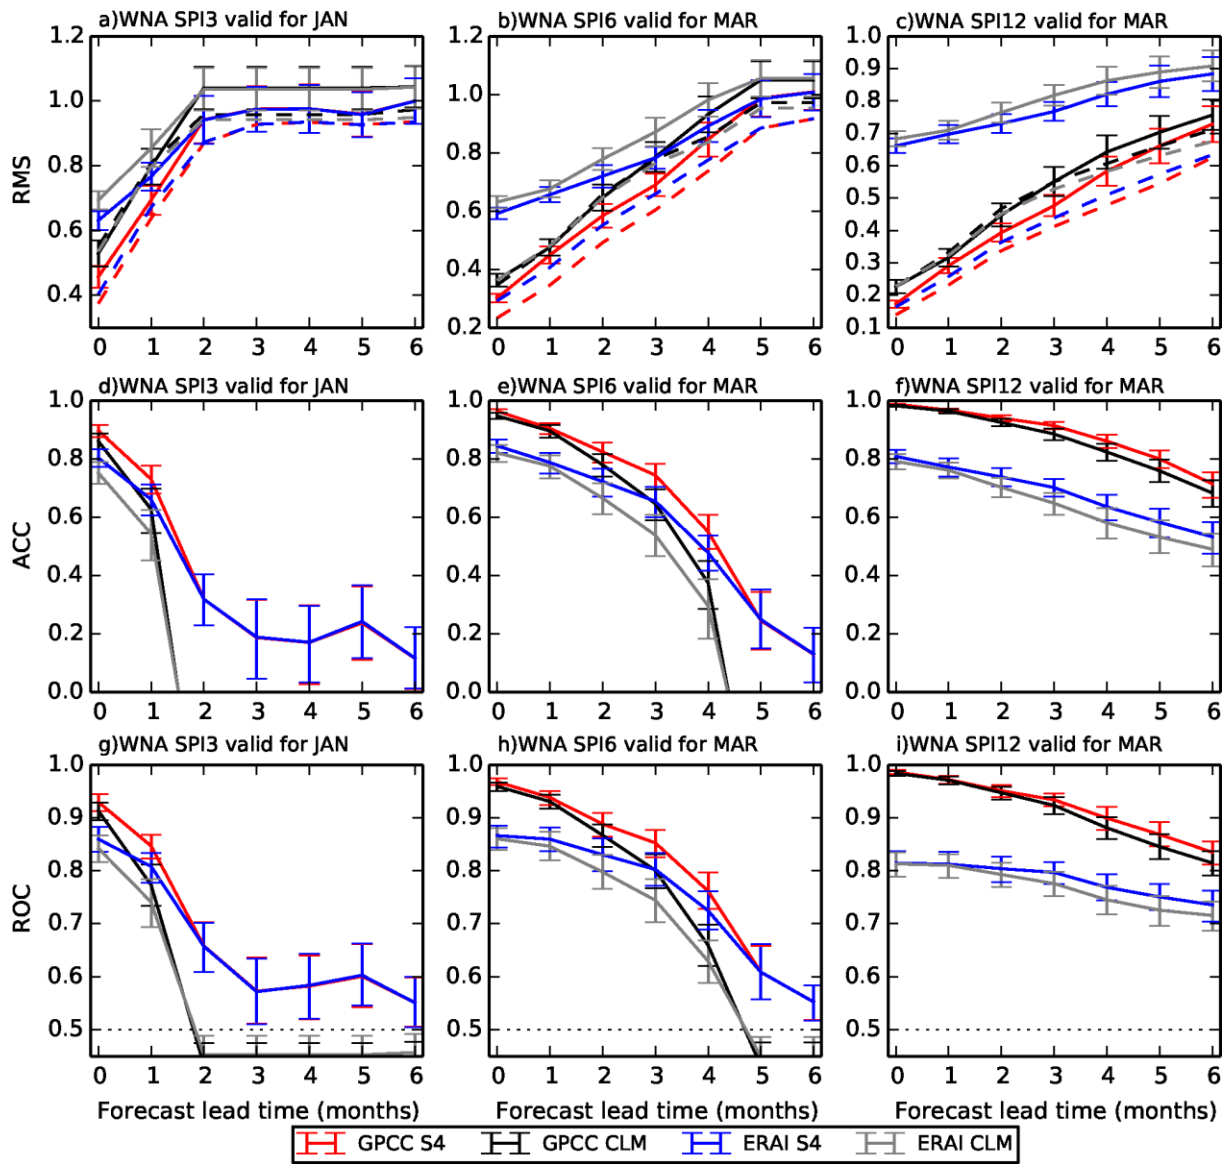 a)WNA SPI3 valid for JAN
b)WNA SPI6 valid for MAR
c)WNA SPI12 valid for MAR
RMS
1.2
1.0
0.8
0.6
0.4
0 1 2 3 4 5 6
1.2
1.0
0.8
0.6
0.4
0.2
0 1 2 3 4 5 6
1.0
0.9
0.8
0.7
0.6
0.5
0.4
0.3
0.2
0.1
0 1 2 3 4 5 6
d)WNA SPI3 valid for JAN
e)WNA SPI6 valid for MAR
f)WNA SPI12 valid for MAR
ACC
1.0
0.8
0.6
0.4
0.2
0.0
0 1 2 3 4 5 6
1.0
0.8
0.6
0.4
0.2
0.0
0 1 2 3 4 5 6
1.0
0.8
0.6
0.4
0.2
0.0
0 1 2 3 4 5 6
g)WNA SPI3 valid for JAN
h)WNA SPI6 valid for MAR
i)WNA SPI12 valid for MAR
ROC
1.0
0.9
0.8
0.7
0.6
0.5
0 1 2 3 4 5 6
1.0
0.9
0.8
0.7
0.6
0.5
0 1 2 3 4 5 6
1.0
0.9
0.8
0.7
0.6
0.5
0 1 2 3 4 5 6
Forecast lead time (months)
Forecast lead time (months)
Forecast lead time (months)
GPCC S4 GPCC CLM ERAI S4 ERAI CLM